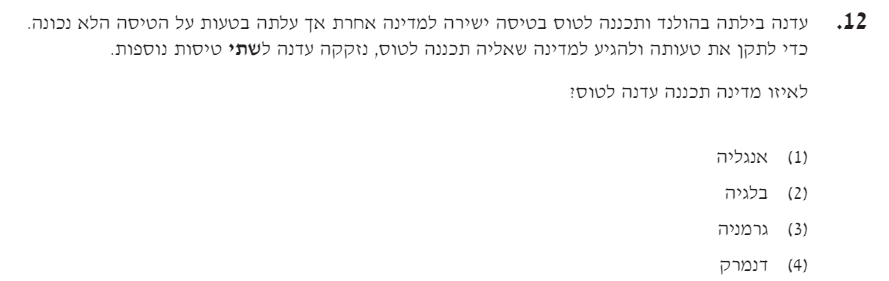 12. עדנה בילתה בהולנד ותכננה לטוס בטיסה ישירה למדינה אחרת אך עלתה בטעות על הטיסה הלא נכונה.
כדי לתקן את טעותה ולהגיע למדינה שאליה תכננה לטוס, נזקקה עדנה לשתי טיסות נוספות.
לאיזו מדינה תכננה עדנה לטוס?
(1) אנגליה
(2) בלגיה
(3) גרמניה
(4) דנמרק